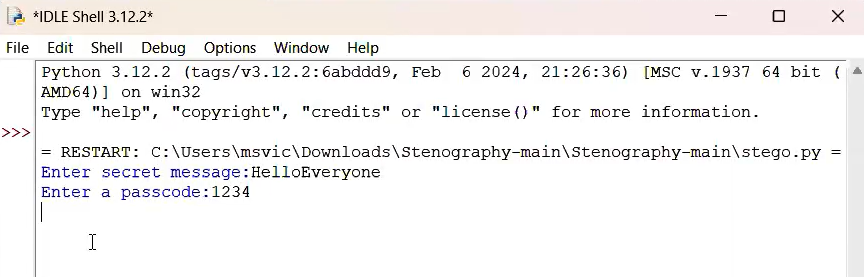 *IDLE Shell 3.12.2*
File Edit Shell Debug Options Window Help
Python 3.12.2 (tags/v3.12.2:6abddd9, Feb  6 2024, 21:26:36) [MSC v.1937 64 bit (
AMD64)] on win32
Type "help", "copyright", "credits" or "license()" for more information.
>>>
= RESTART: C:\Users\msvic\Downloads\Stenography-main\Stenography-main\stego.py =
Enter secret message:HelloEveryone
Enter a passcode:1234